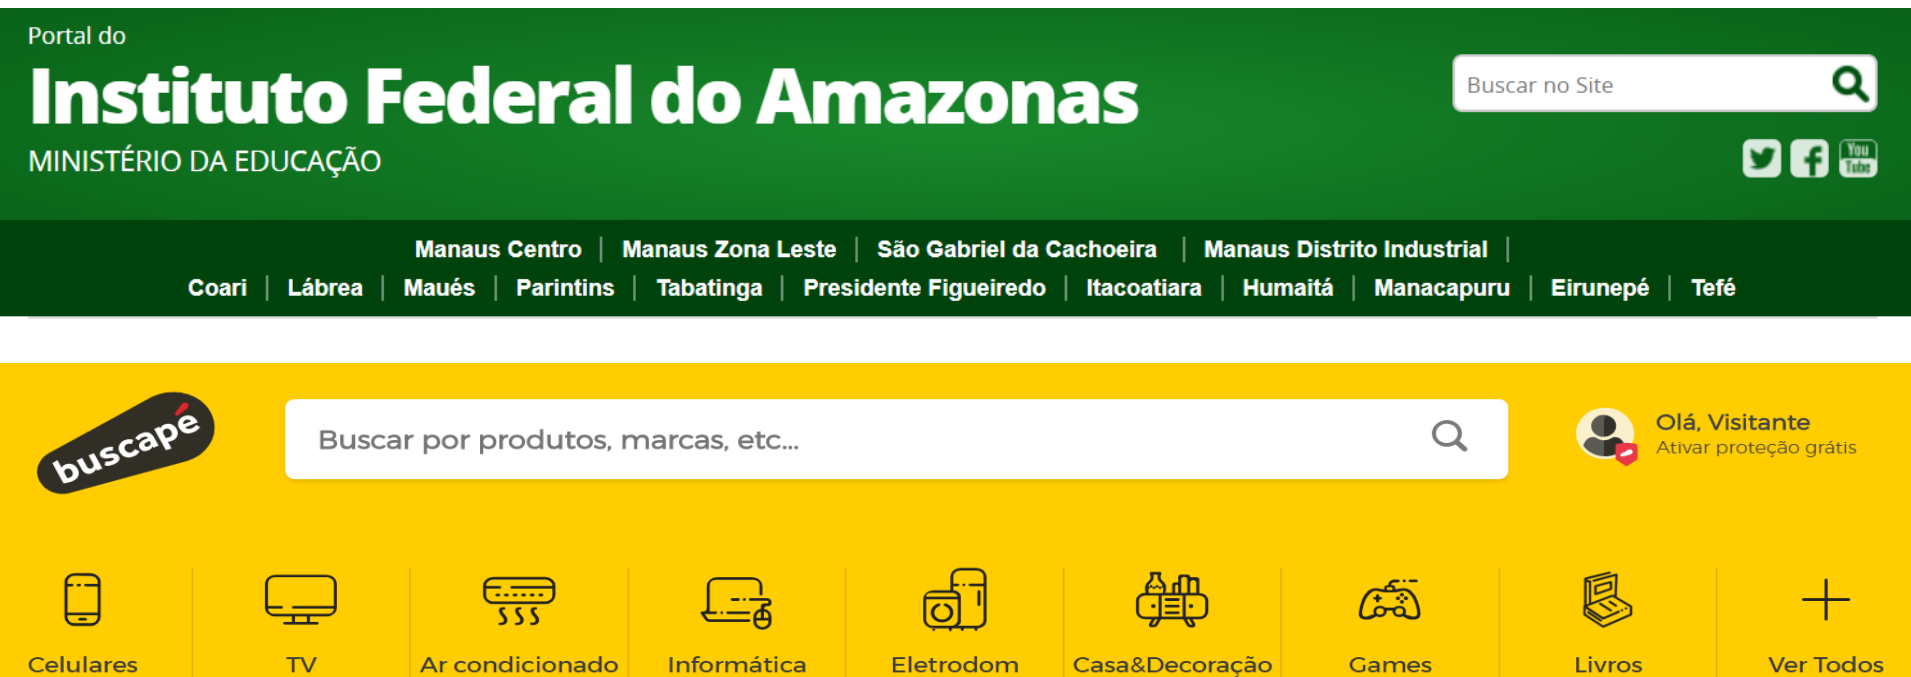 Portal do
Instituto Federal do Amazonas
MINISTÉRIO DA EDUCAÇÃO
Buscar no Site
You
Tube
Manaus Centro | Manaus Zona Leste | São Gabriel da Cachoeira | Manaus Distrito Industrial |
Coari | Lábrea | Maués | Parintins | Tabatinga | Presidente Figueiredo | Itacoatiara | Humaitá | Manacapuru | Eirunepé | Tefé
buscapé
Buscar por produtos, marcas, etc...
Olá, Visitante
Ativar proteção grátis
Celulares TV Ar condicionado Informática Eletrodom Casa&Decoração Games Livros Ver Todos